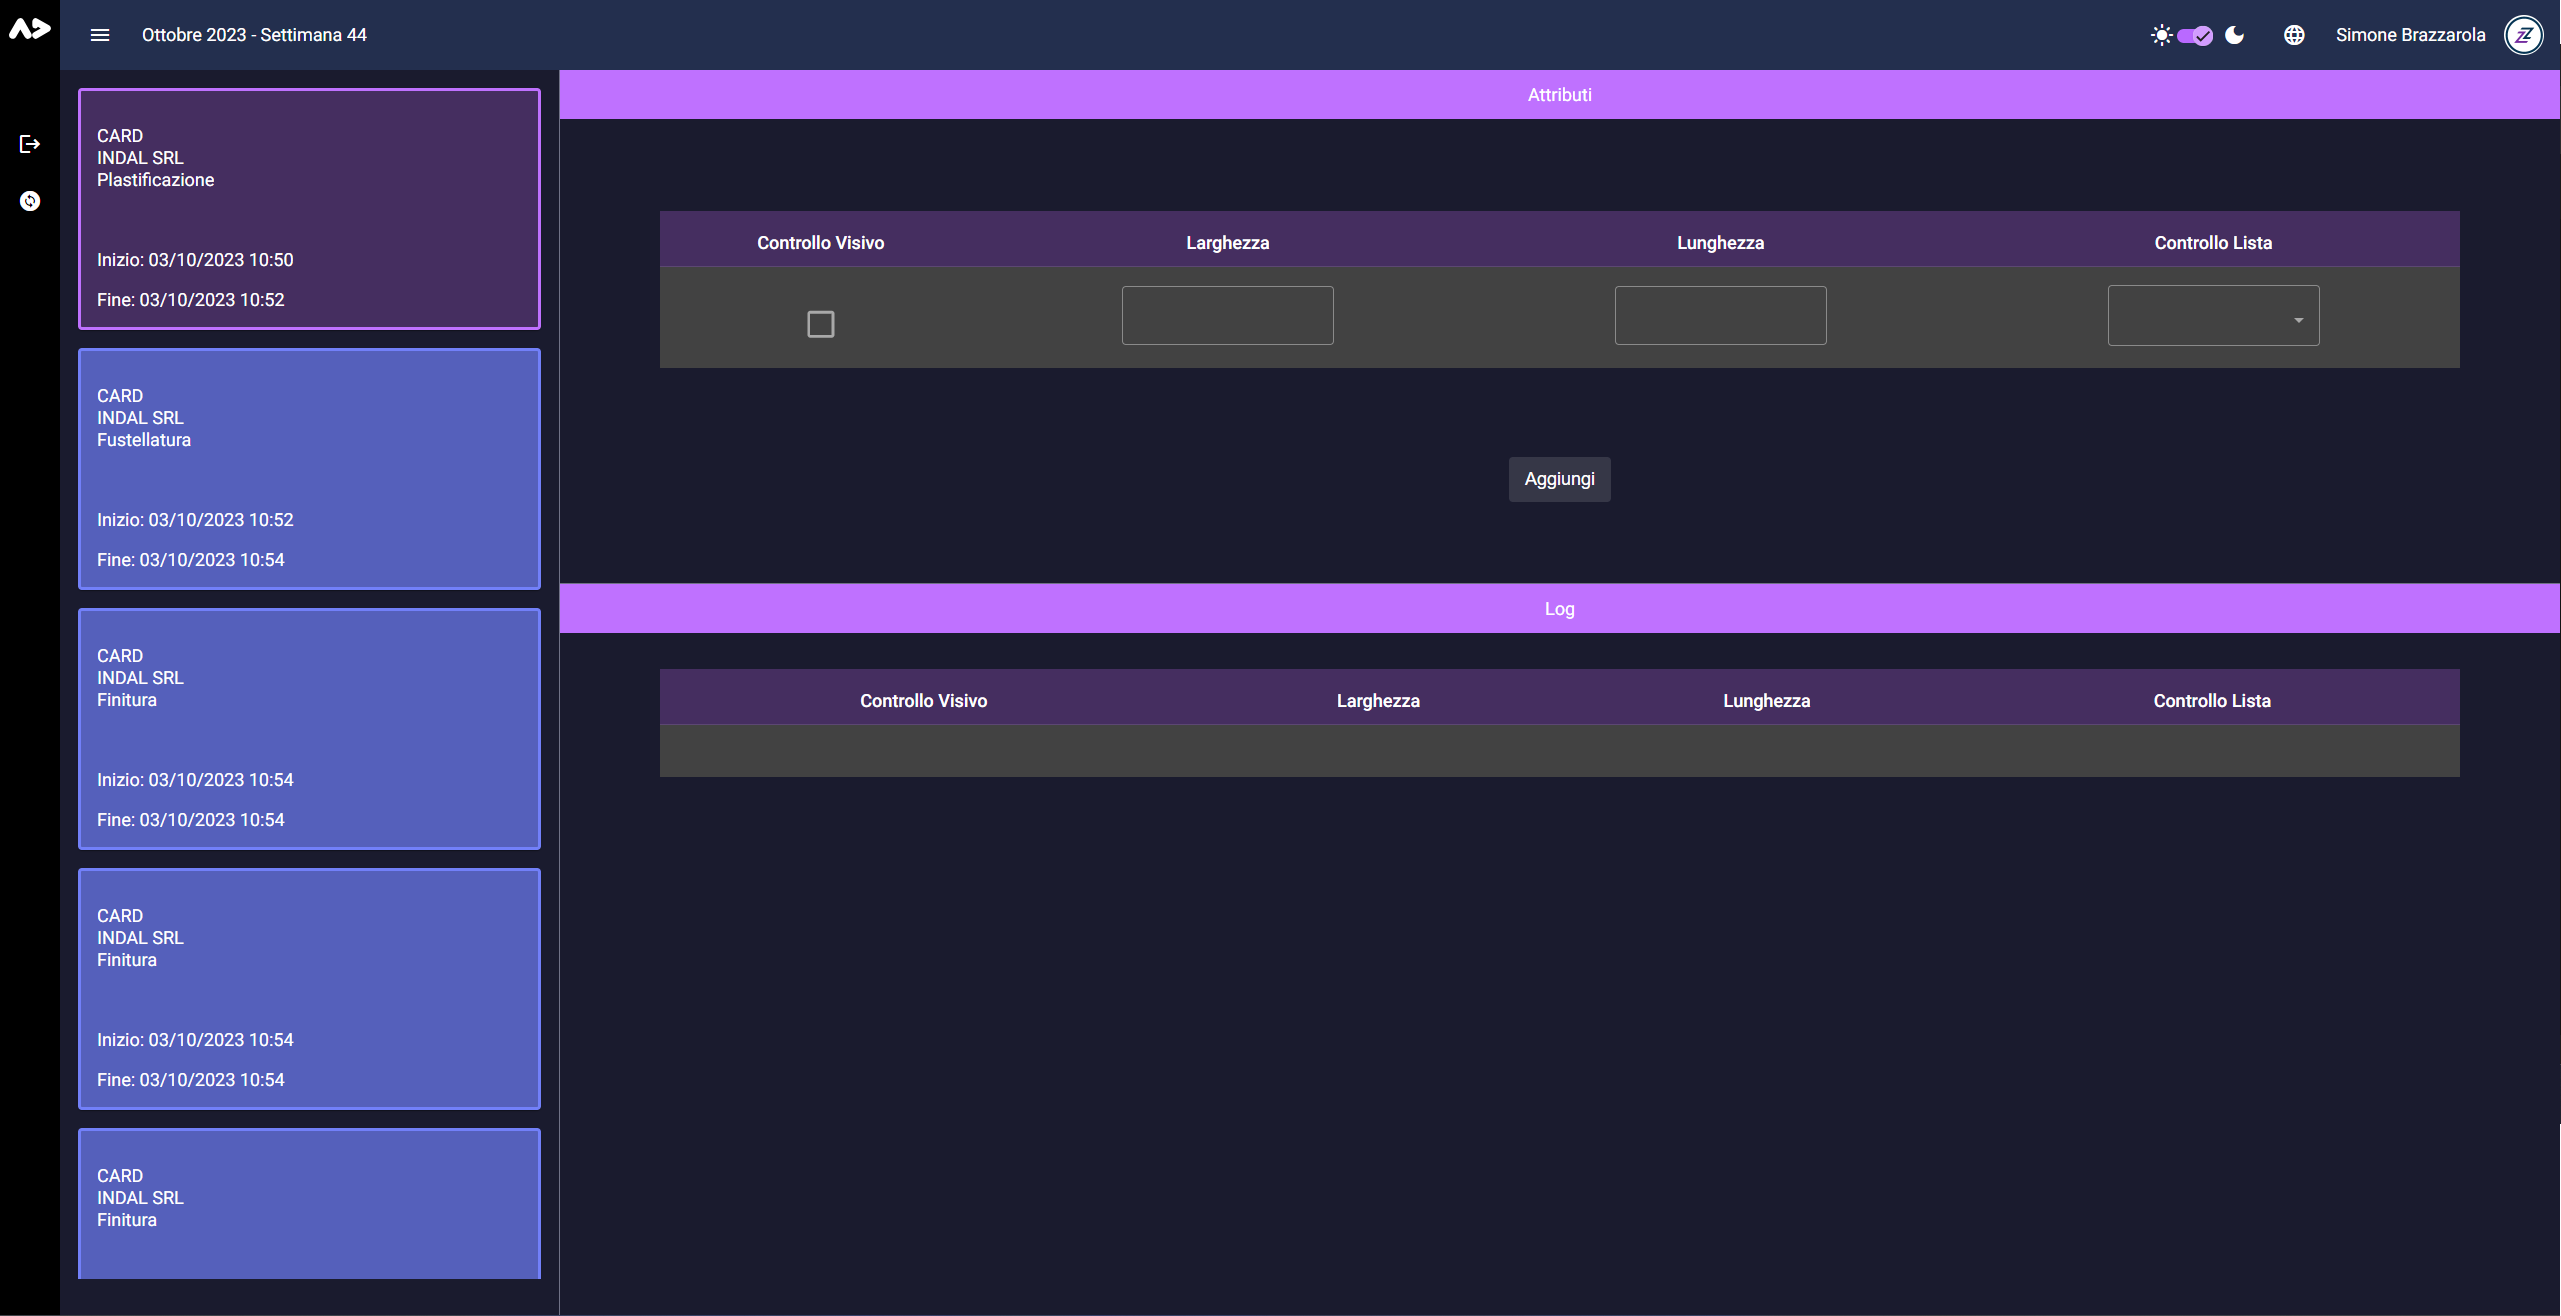 Ottobre 2023 - Settimana 44
Simone Brazzarola
CARD
INDAL SRL
Plastificazione
Inizio: 03/10/2023 10:50
Fine: 03/10/2023 10:52
CARD
INDAL SRL
Fustellatura
Inizio: 03/10/2023 10:52
Fine: 03/10/2023 10:54
CARD
INDAL SRL
Finitura
Inizio: 03/10/2023 10:54
Fine: 03/10/2023 10:54
CARD
INDAL SRL
Finitura
Inizio: 03/10/2023 10:54
Fine: 03/10/2023 10:54
CARD
INDAL SRL
Finitura
Attributi
Controllo Visivo Larghezza Lunghezza Controllo Lista
Aggiungi
Log
Controllo Visivo Larghezza Lunghezza Controllo Lista